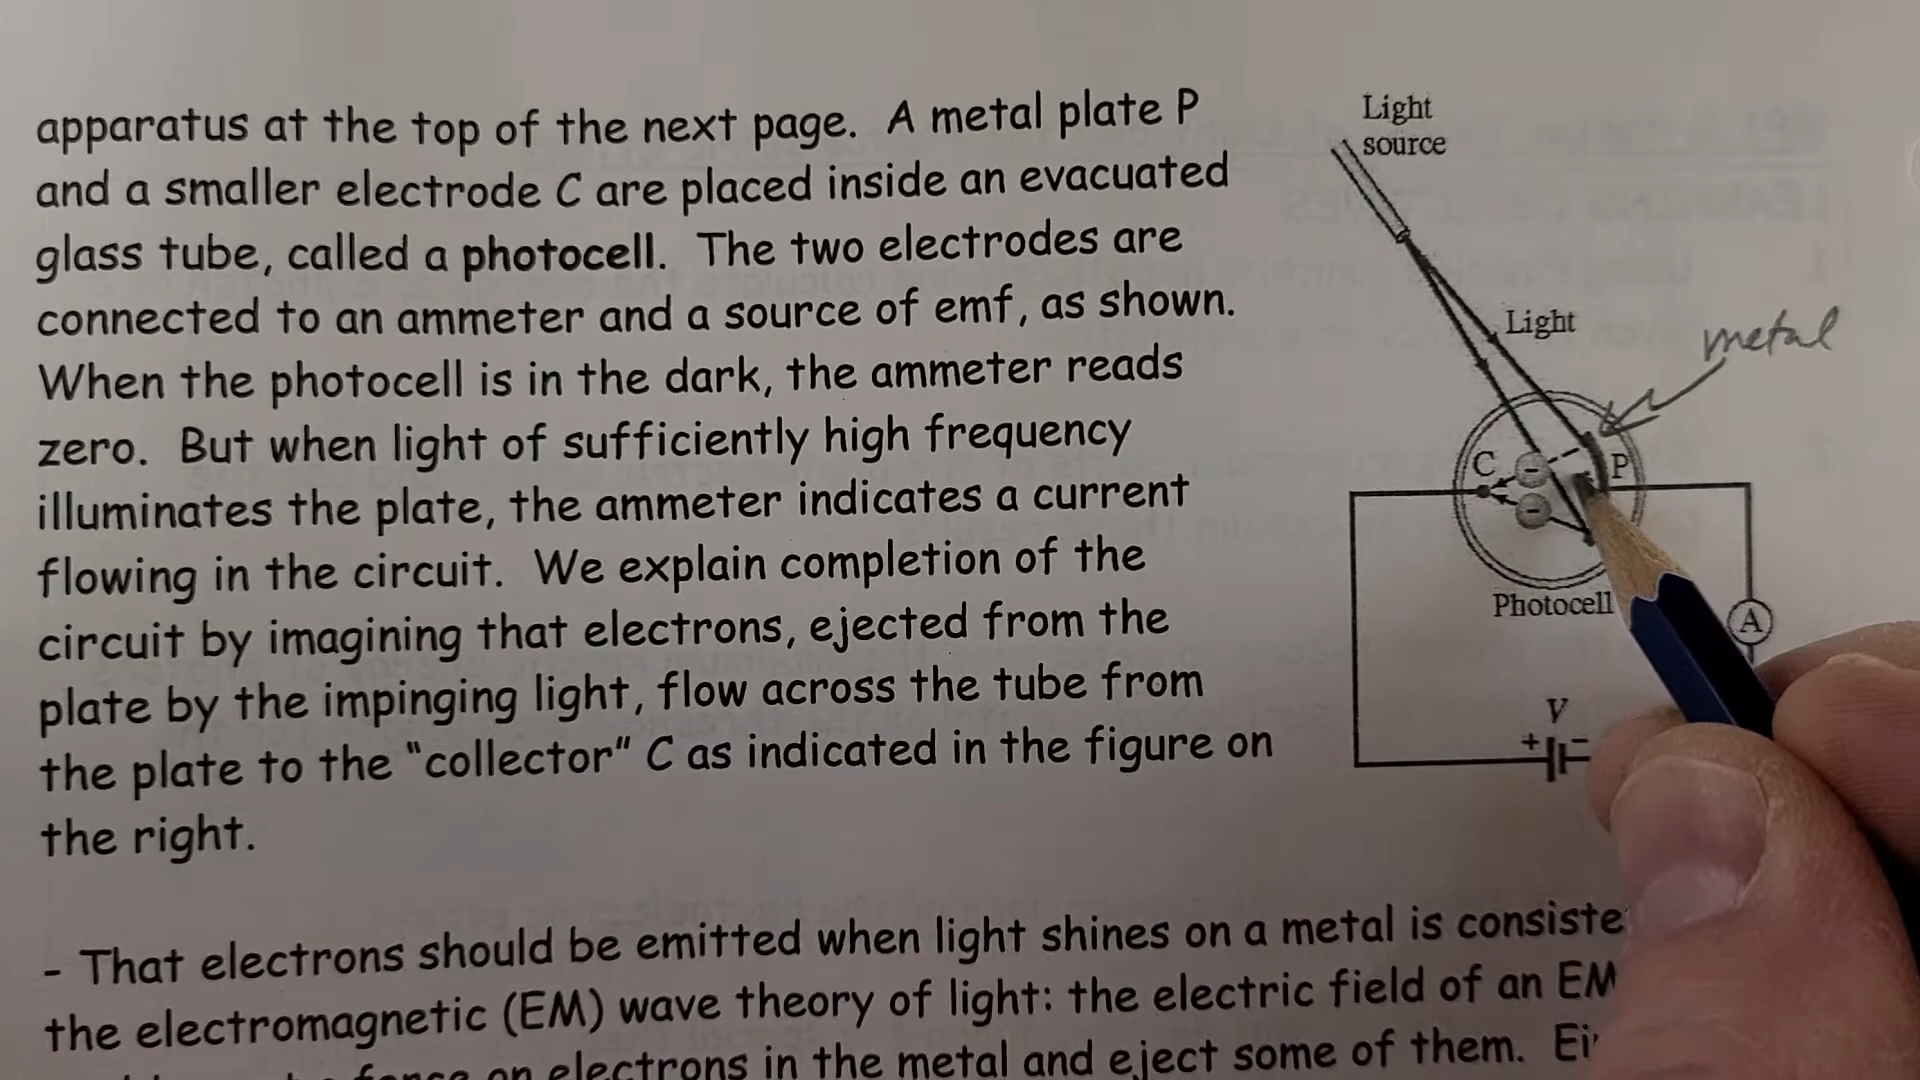 apparatus at the top of the next page. A metal plate P
and a smaller electrode C are placed inside an evacuated
glass tube, called a photocell. The two electrodes are
connected to an ammeter and a source of emf, as shown.
When the photocell is in the dark, the ammeter reads
zero. But when light of sufficiently high frequency
illuminates the plate, the ammeter indicates a current
flowing in the circuit. We explain completion of the
circuit by imagining that electrons, ejected from the
plate by the impinging light, flow across the tube from
the plate to the "collector" C as indicated in the figure on
the right.
- That electrons should be emitted when light shines on a metal is
the electromagnetic (EM) wave theory of light: the electric field of an EM
force on electrons in the metal and eject some of them.
Light
source
Light
metal
C
-
-
P
Photocell
A
V
+ -